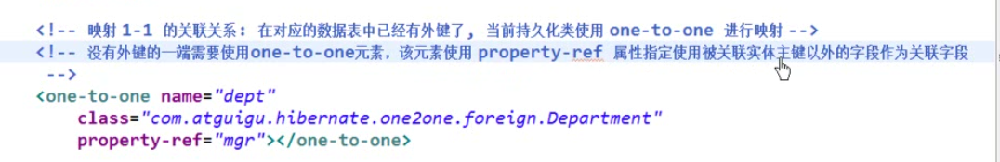 <!-- 映射 1-1 的关联关系: 在对应的数据表中已经有外键了, 当前持久化类使用 one-to-one 进行映射 -->
<!-- 没有外键的一端需要使用one-to-one元素，该元素使用 property-ref 属性指定使用被关联实体主键以外的字段作为关联字段
-->
<one-to-one name="dept"
class="com.atguigu.hibernate.one2one.foreign.Department"
property-ref="mgr"></one-to-one>